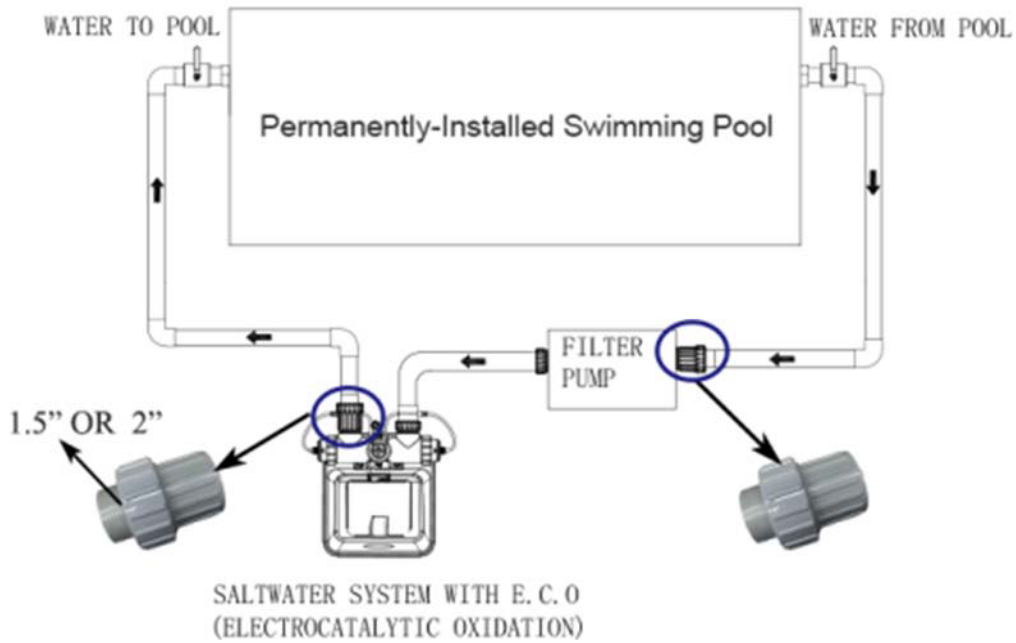 WATER TO POOL
WATER FROM POOL
Permanently-Installed Swimming Pool
FILTER
PUMP
1.5” OR 2”
SALTWATER SYSTEM WITH E.C.O
(ELECTROCATALYTIC OXIDATION)